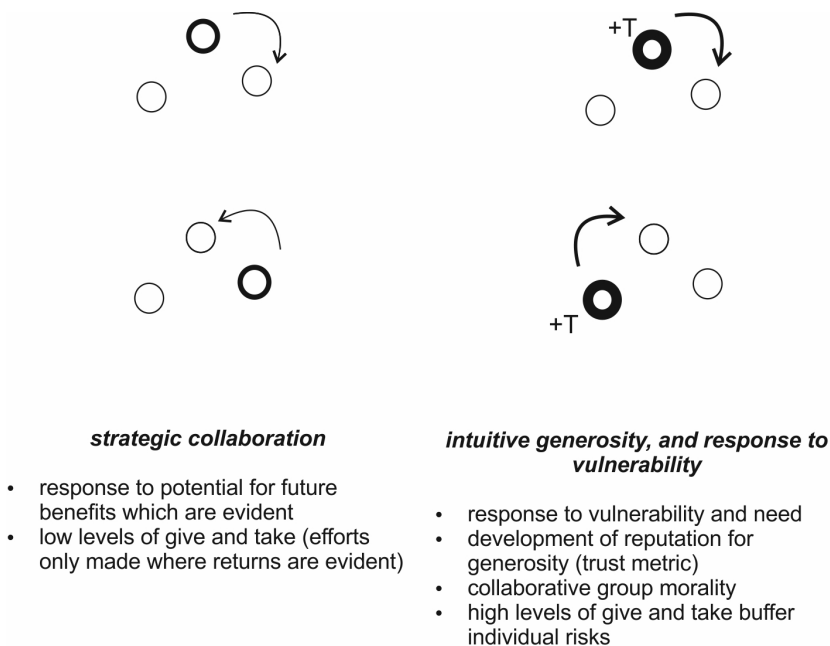 +T
+T
strategic collaboration
• response to potential for future
benefits which are evident
• low levels of give and take (efforts
only made where returns are evident)
intuitive generosity, and response to
vulnerability
• response to vulnerability and need
• development of reputation for
generosity (trust metric)
• collaborative group morality
• high levels of give and take buffer
individual risks